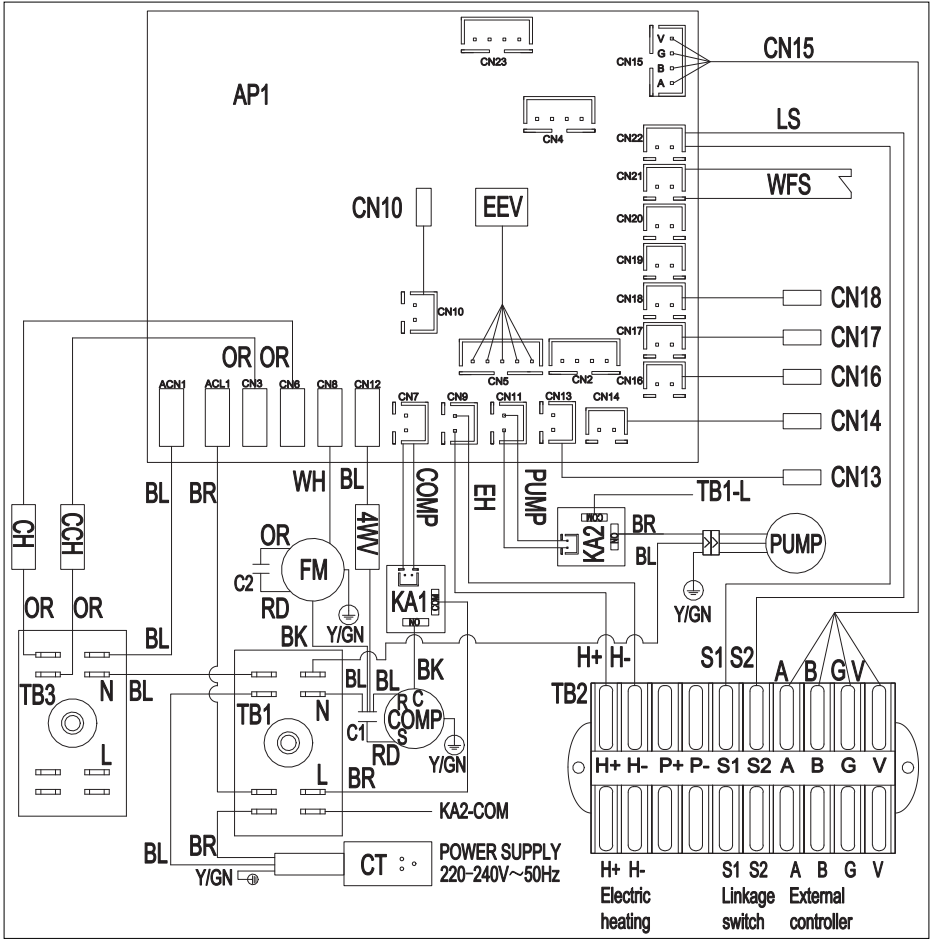 CN23
CN15
V
G
B
A
CN15
AP1
CN4
CN22
LS
CN21
WFS
CN10
EEV
CN20
CN19
CN10
CN18
CN18
CN17
CN17
CN5
CN2
CN16
CN16
OR OR
ACN1
ACL1
CN3
CN6
CN8
CN12
CN7
CN9
CN11
CN13
CN14
CN14
CN13
BL
BR
WH
BL
COMP
EH
PUMP
TB1-L
CH
CCH
4WV
COM
KA2
NO
BR
BL
PUMP
OR
C2
FM
RD
Y/GN
KA1
COM
NO
Y/GN
OR
OR
BL
BK
BK
H+ H-
S1 S2
A B G V
TB3
N
BL
TB1
N
BL
BL
C1
R C
COMP
S
RD
Y/GN
TB2
L
L
BR
H+ H- P+ P- S1 S2 A B G V
KA2-COM
BL
BR
Y/GN
CT
POWER SUPPLY
220-240V～50Hz
H+ H- S1 S2 A B G V
Electric Linkage External
heating switch controller